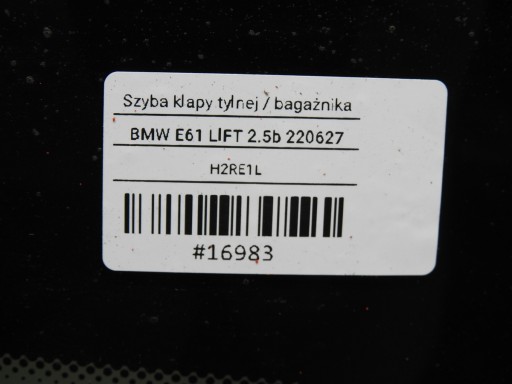 Szyba klapy tylnej / bagażnika
BMW E61 LIFT 2.5b 220627
H2RE1L
#16983